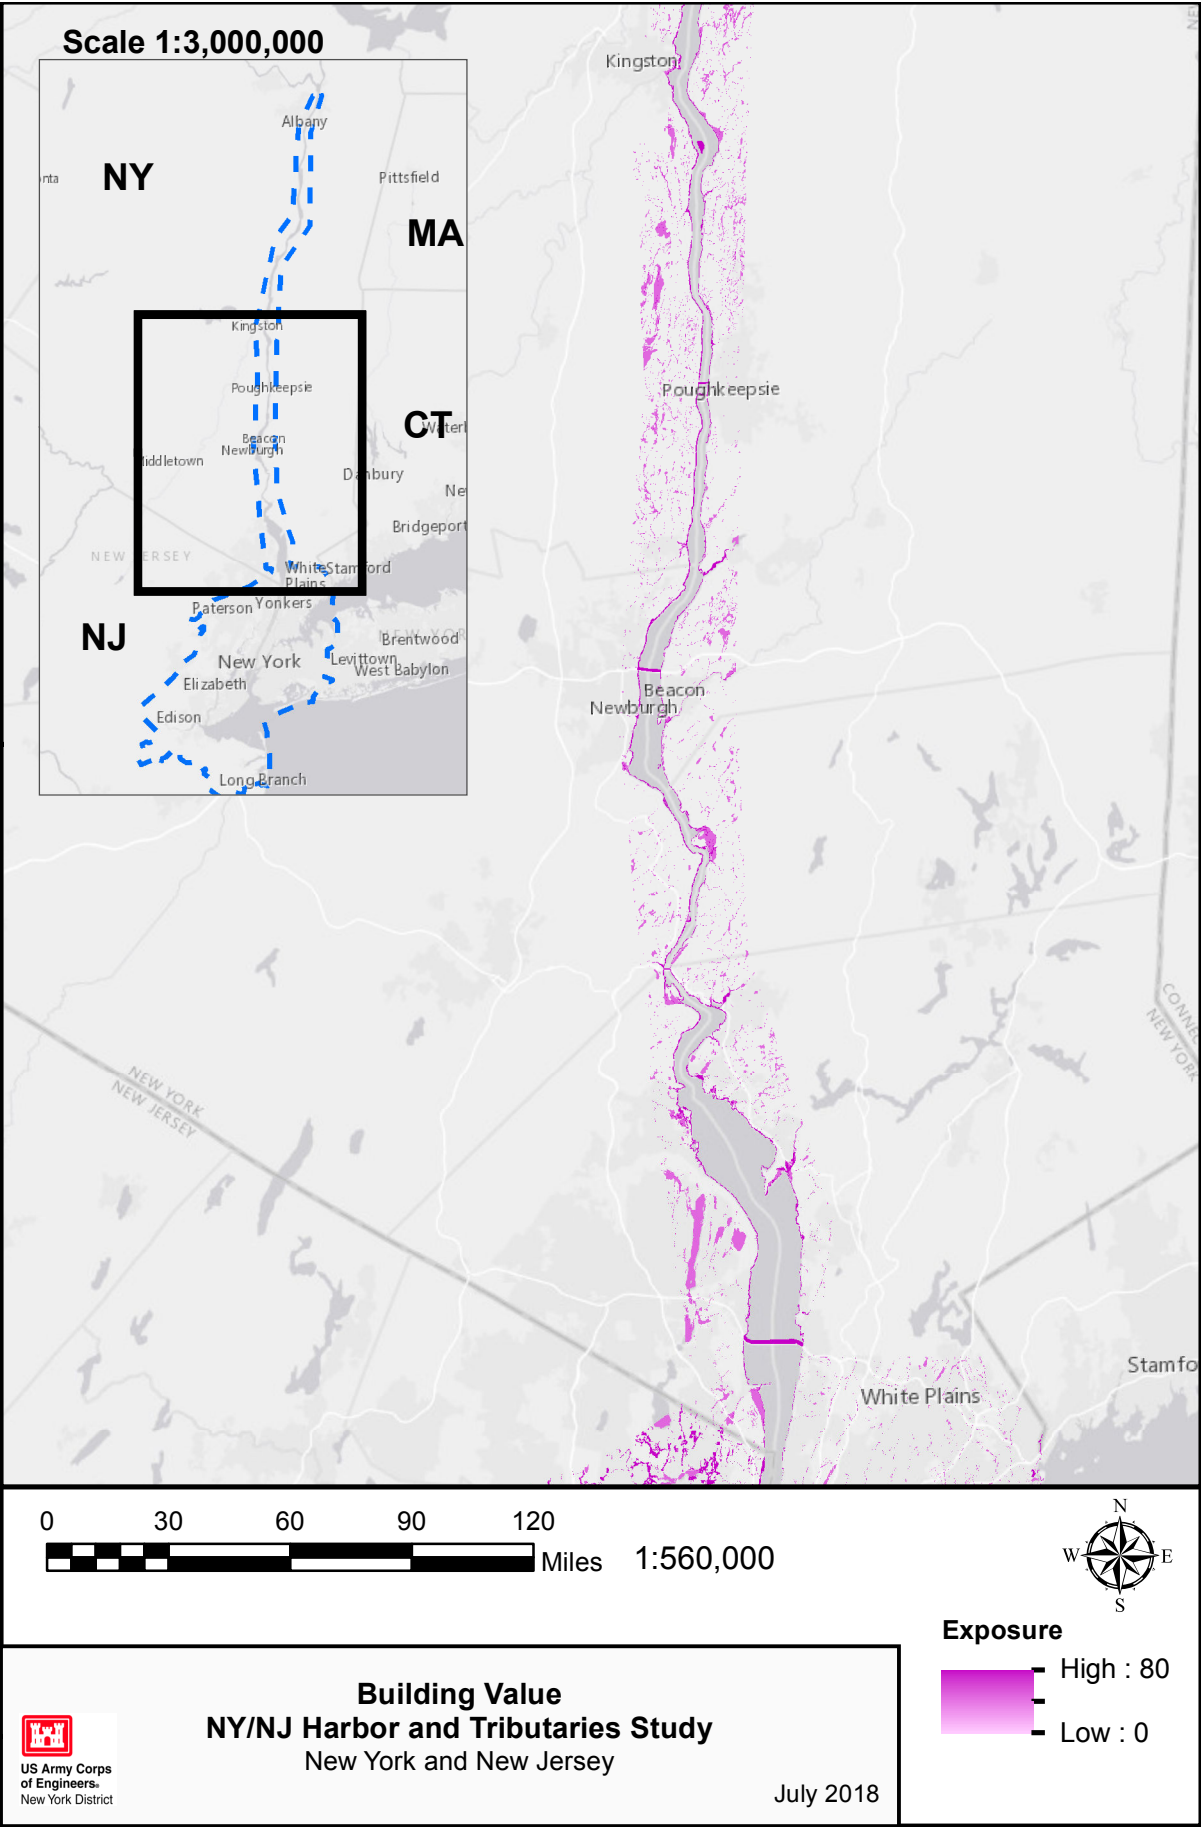 Scale 1:3,000,000
Albany
NY
nta
Pittsfield
MA
Kingston
Poughkeepsie
CT
Beacon
Newburgh
Middletown
Danbury
Bridgeport
NEW JERSEY
White
Plains
Stamford
Paterson
Yonkers
NJ
Brentwood
New York
Levittown
West Babylon
Elizabeth
Edison
Long Branch
Kingston
Poughkeepsie
Beacon
Newburgh
NEW YORK
NEW JERSEY
CONNEC
NEW YORK
Stamfo
White Plains
0 30 60 90 120
Miles 1:560,000
N
W E
S
Exposure
High : 80
Low : 0
Building Value
NY/NJ Harbor and Tributaries Study
New York and New Jersey
July 2018
US Army Corps
of Engineers®
New York District